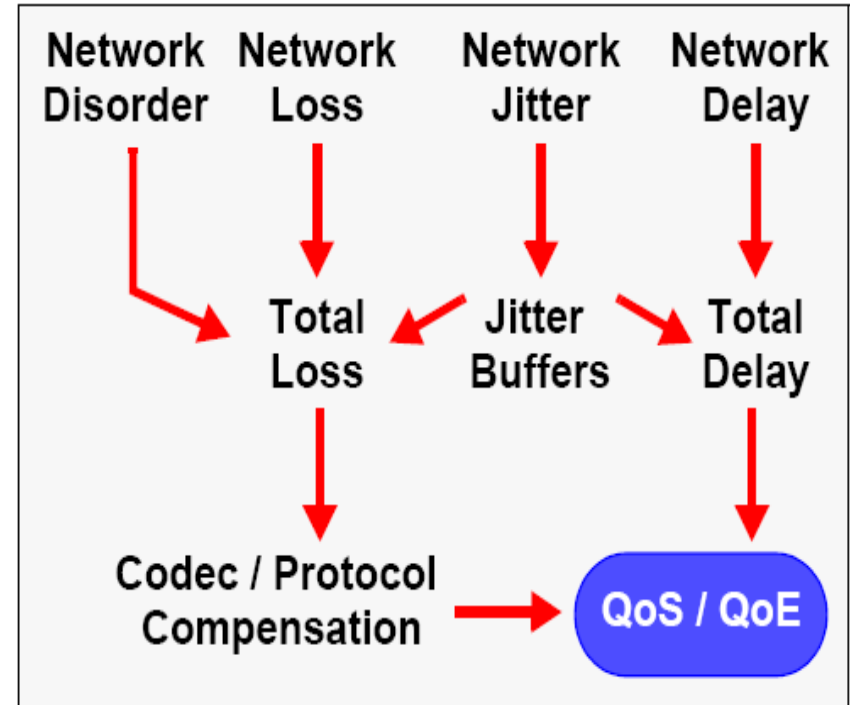 Network Disorder
Network Loss
Network Jitter
Network Delay
Total Loss
Jitter Buffers
Total Delay
Codec / Protocol
Compensation
QoS / QoE